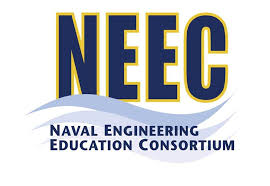 NEEC
NAVAL ENGINEERING
EDUCATION CONSORTIUM